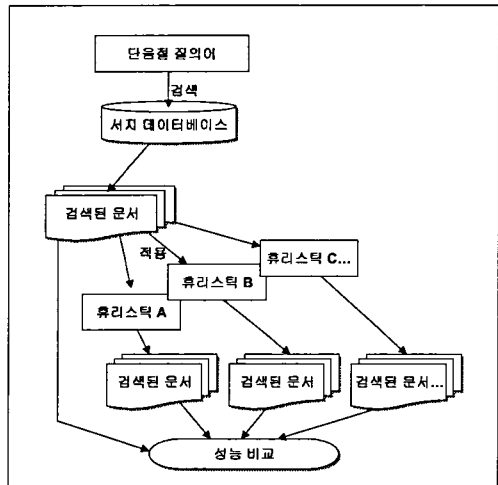 단음절 질의어
검색
서지 데이터베이스
검색된 문서
적용
휴리스틱 C...
휴리스틱 B
휴리스틱 A
검색된 문서
검색된 문서
검색된 문서...
성능 비교